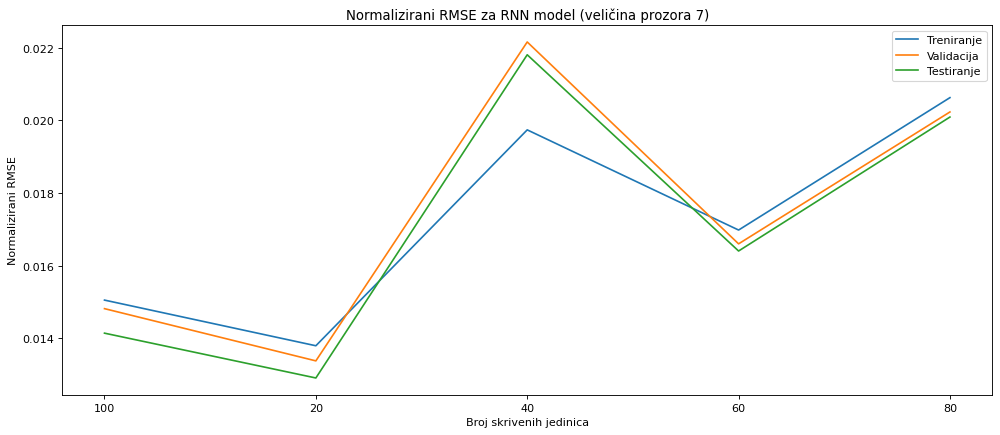 Normalizirani RMSE za RNN model (veličina prozora 7)
Treniranje
Validacija
Testiranje
Normalizirani RMSE
0.022
0.020
0.018
0.016
0.014
100 20 40 60 80
Broj skrivenih jedinica